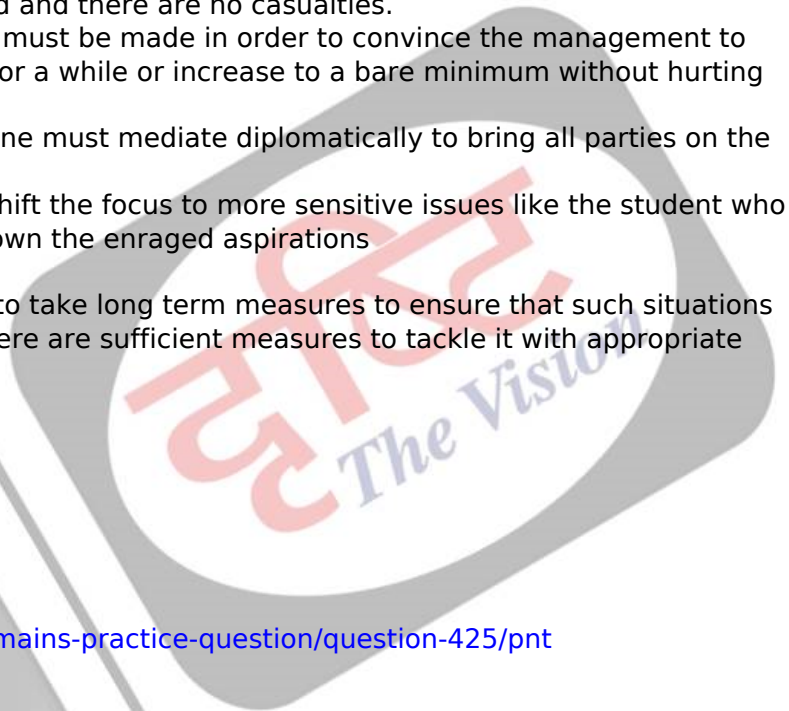 d and there are no casualties.
must be made in order to convince the management to
or a while or increase to a bare minimum without hurting
ne must mediate diplomatically to bring all parties on the
hift the focus to more sensitive issues like the student who
own the enraged aspirations
to take long term measures to ensure that such situations
ere are sufficient measures to tackle it with appropriate
दृष्टि
The Vision
mains-practice-question/question-425/pnt